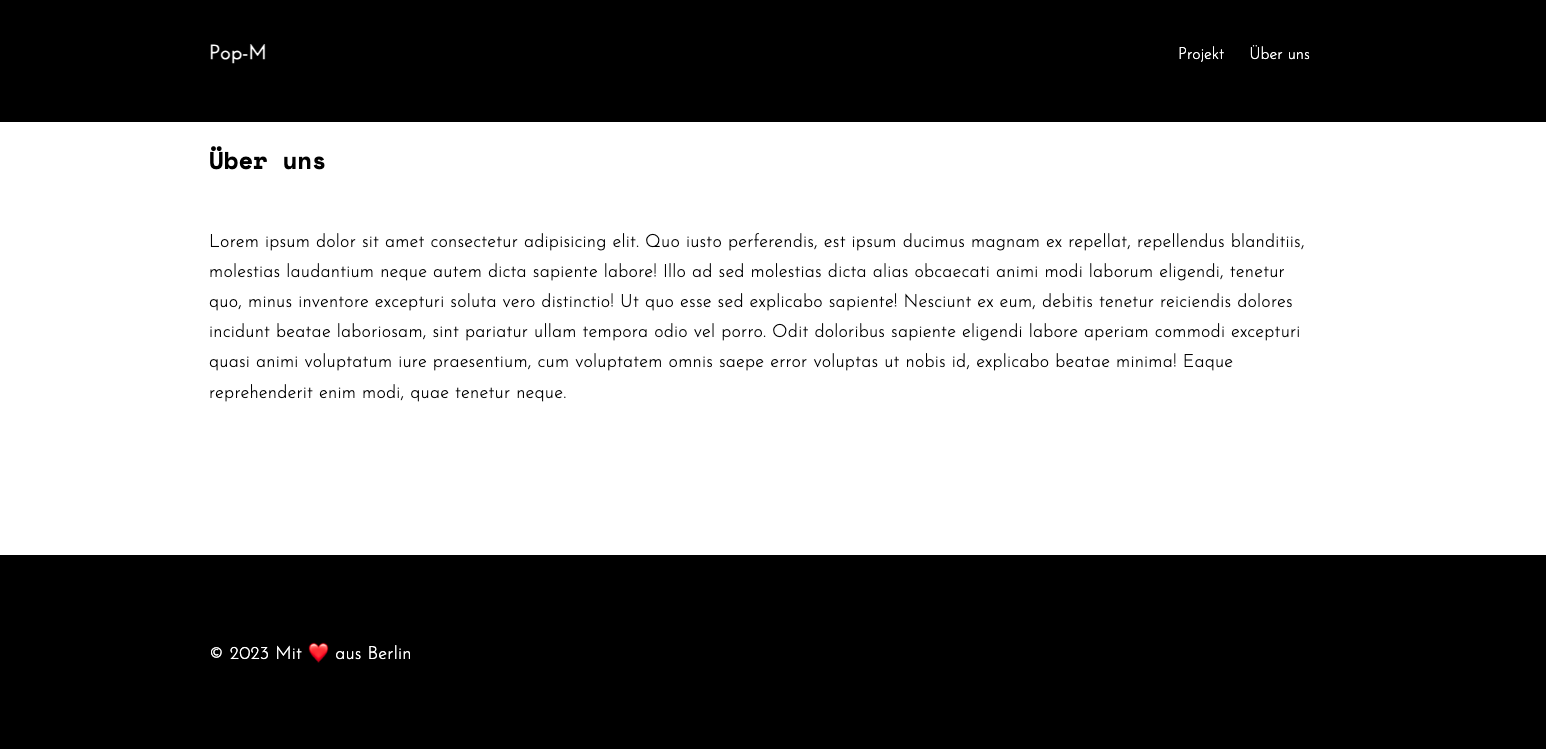 Pop-M
Projekt
Über uns
Über uns
Lorem ipsum dolor sit amet consectetur adipisicing elit. Quo iusto perferendis, est ipsum ducimus magnam ex repellat, repellendus blanditiis,
molestias laudantium neque autem dicta sapiente labore! Illo ad sed molestias dicta alias obcaecati animi modi laborum eligendi, tenetur
quo, minus inventore excepturi soluta vero distinctio! Ut quo esse sed explicabo sapiente! Nesciunt ex eum, debitis tenetur reiciendis dolores
incidunt beatae laboriosam, sint pariatur ullam tempora odio vel porro. Odit doloribus sapiente eligendi labore aperiam commodi excepturi
quasi animi voluptatum iure praesentium, cum voluptatem omnis saepe error voluptas ut nobis id, explicabo beatae minima! Eaque
reprehenderit enim modi, quae tenetur neque.
© 2023 Mit ❤️ aus Berlin